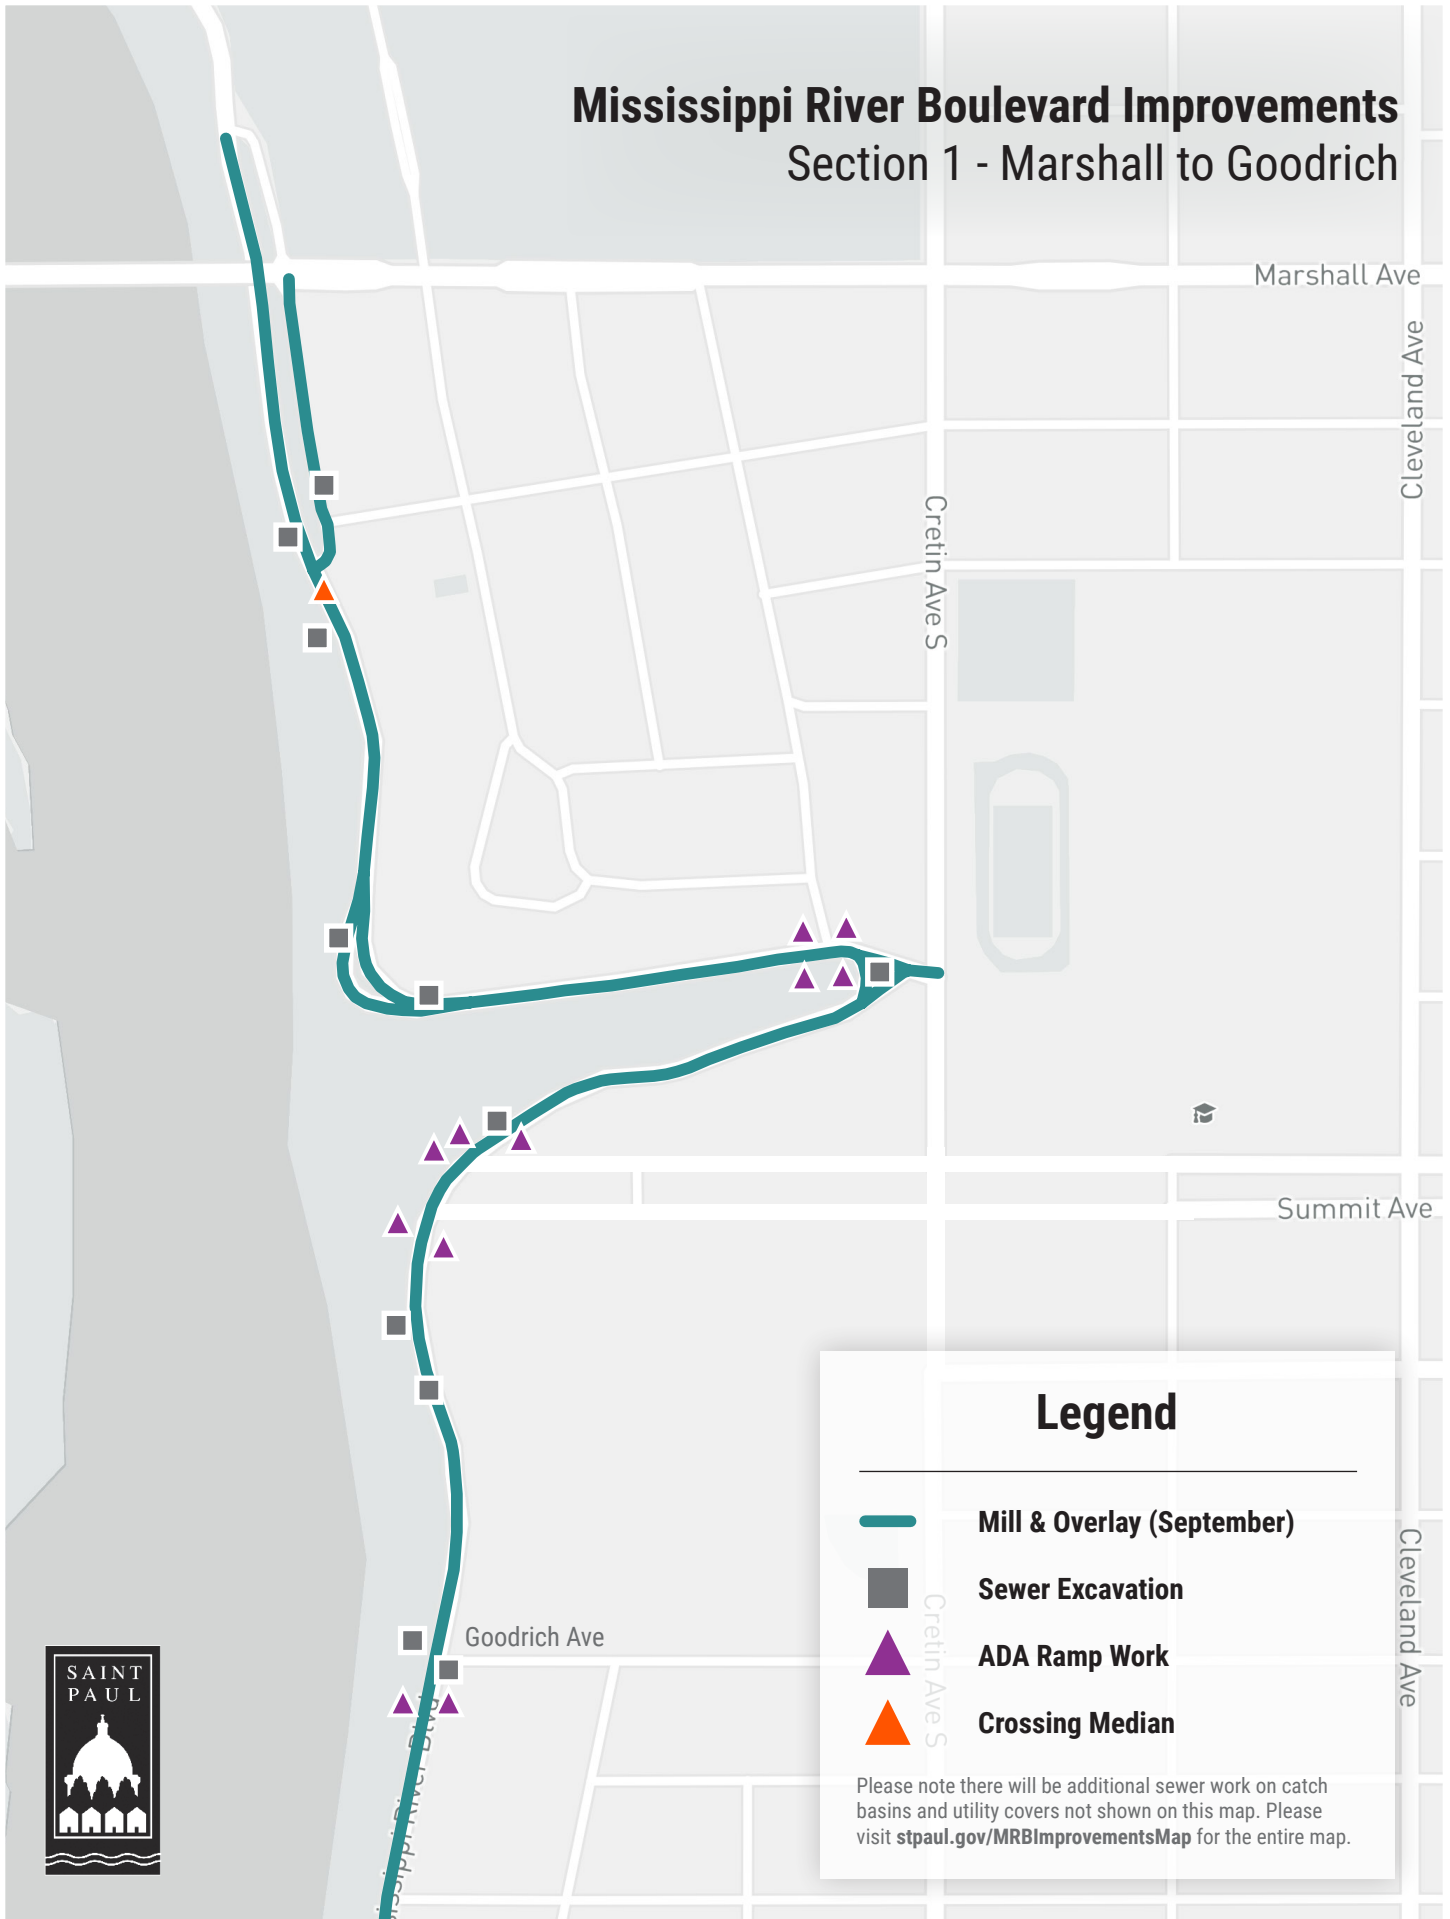 Mississippi River Boulevard Improvements
Section 1 - Marshall to Goodrich
Marshall Ave
Cleveland Ave
Cretin Ave S
Summit Ave
Legend
Mill & Overlay (September)
Sewer Excavation
ADA Ramp Work
Crossing Median
Please note there will be additional sewer work on catch
basins and utility covers not shown on this map. Please
visit stpaul.gov/MRBImprovementsMap for the entire map.
Cretin Ave S
Cleveland Ave
Goodrich Ave
River Blvd
SAINT
PAUL